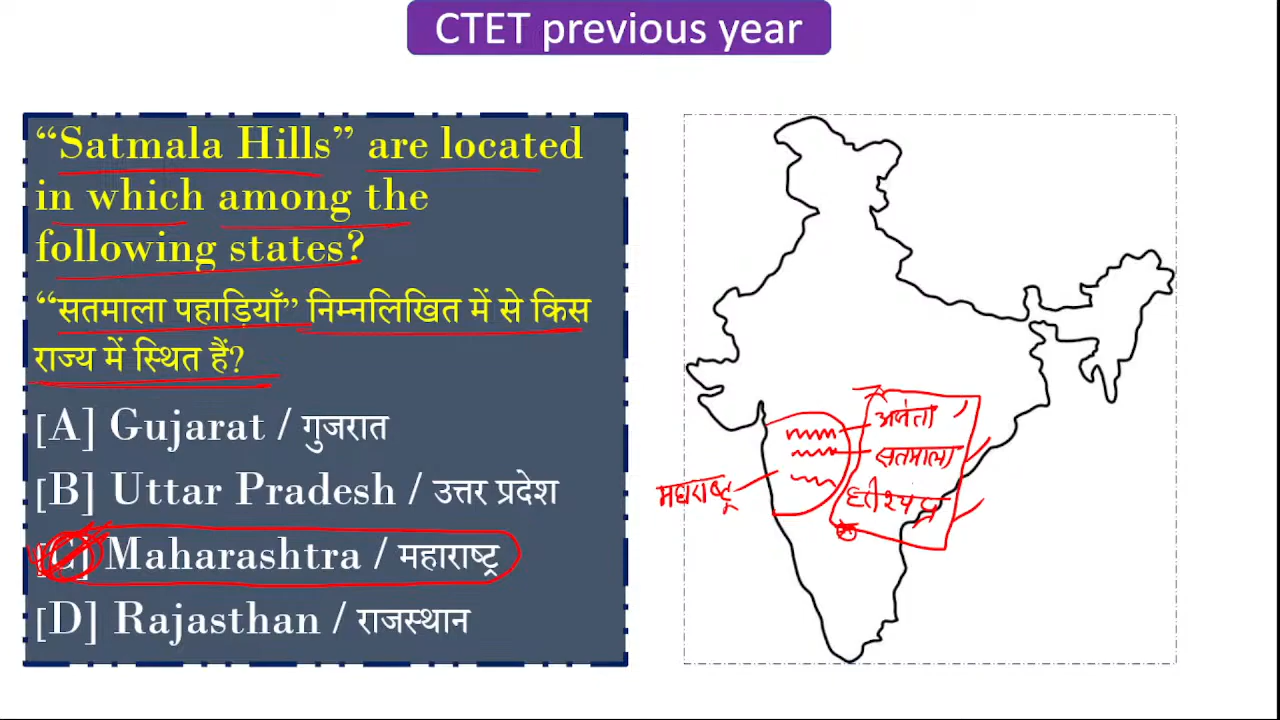 CTET previous year
“Satmala Hills” are located
in which among the
following states?
“सतमाला पहाड़ियाँ” निम्नलिखित में से किस
राज्य में स्थित हैं?
[A] Gujarat / गुजरात
[B] Uttar Pradesh / उत्तर प्रदेश
[C] Maharashtra / महाराष्ट्र
[D] Rajasthan / राजस्थान
अजंता
सतमाला
महाराष्ट्र